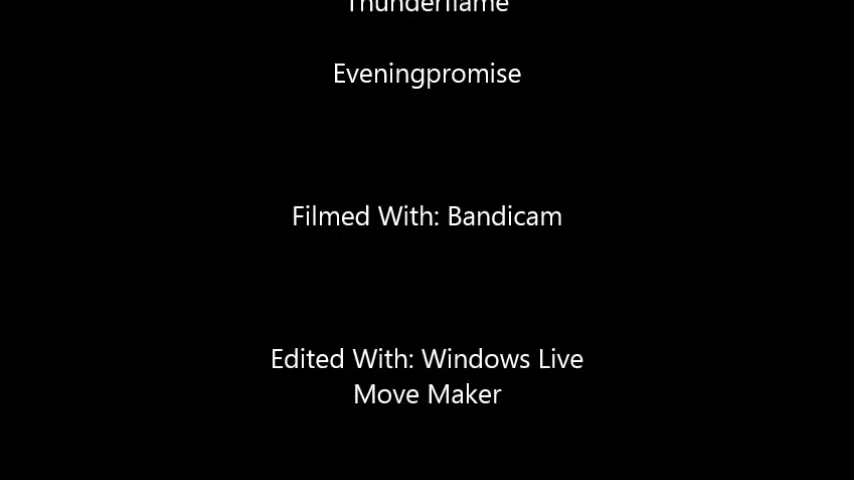 Thunderflame
Eveningpromise
Filmed With: Bandicam
Edited With: Windows Live
Move Maker